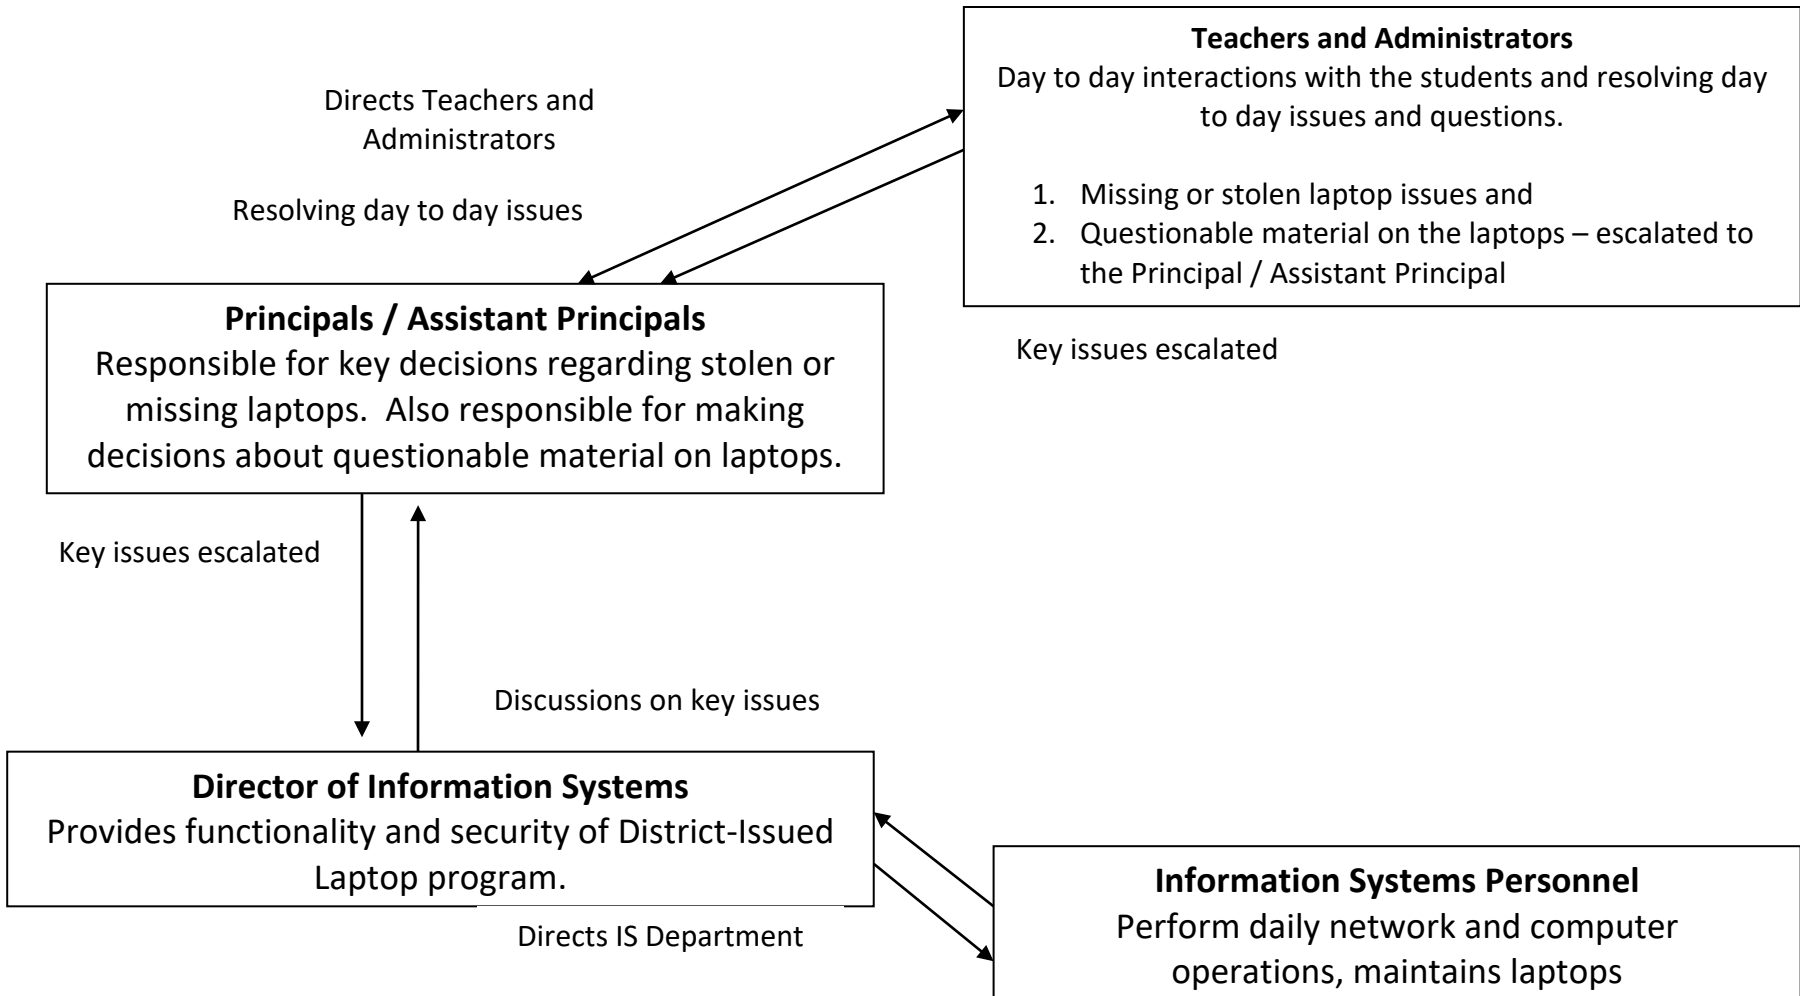 Teachers and Administrators
Day to day interactions with the students and resolving day
to day issues and questions.
1. Missing or stolen laptop issues and
2. Questionable material on the laptops – escalated to
the Principal / Assistant Principal
Directs Teachers and
Administrators
Resolving day to day issues
Key issues escalated
Principals / Assistant Principals
Responsible for key decisions regarding stolen or
missing laptops.  Also responsible for making
decisions about questionable material on laptops.
Key issues escalated
Discussions on key issues
Director of Information Systems
Provides functionality and security of District-Issued
Laptop program.
Directs IS Department
Information Systems Personnel
Perform daily network and computer
operations, maintains laptops